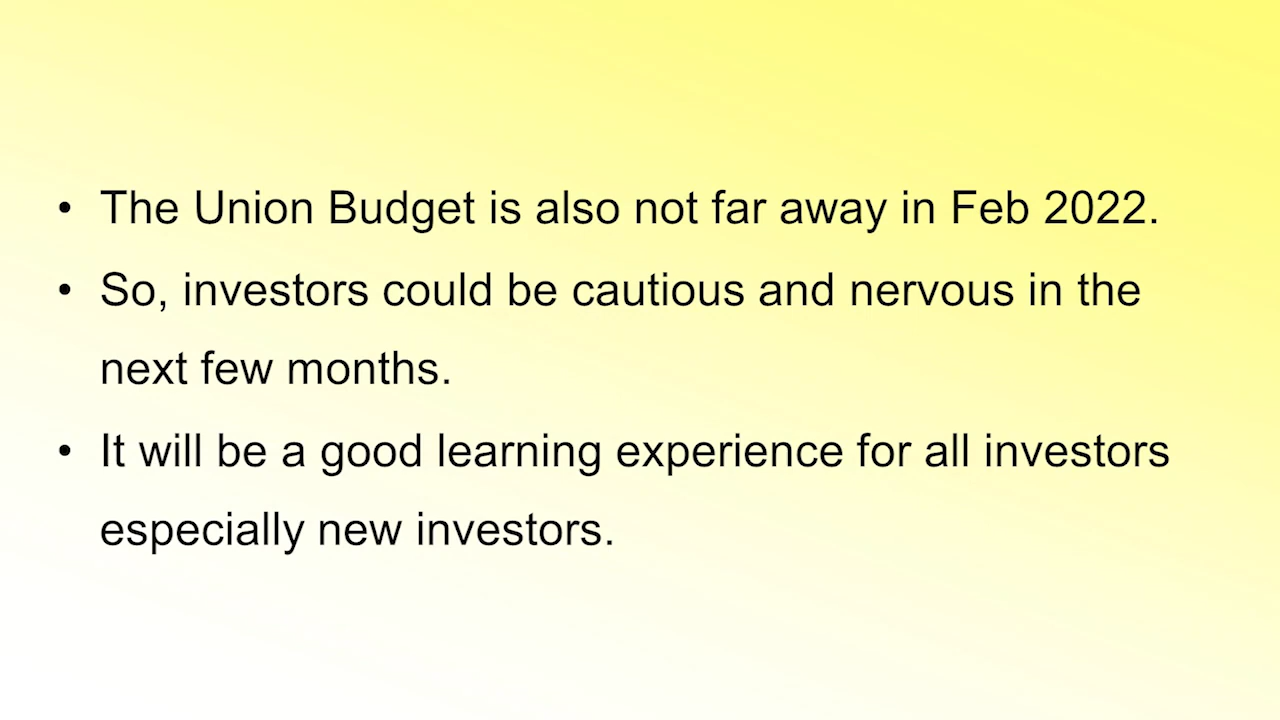 • The Union Budget is also not far away in Feb 2022.
• So, investors could be cautious and nervous in the
next few months.
• It will be a good learning experience for all investors
especially new investors.